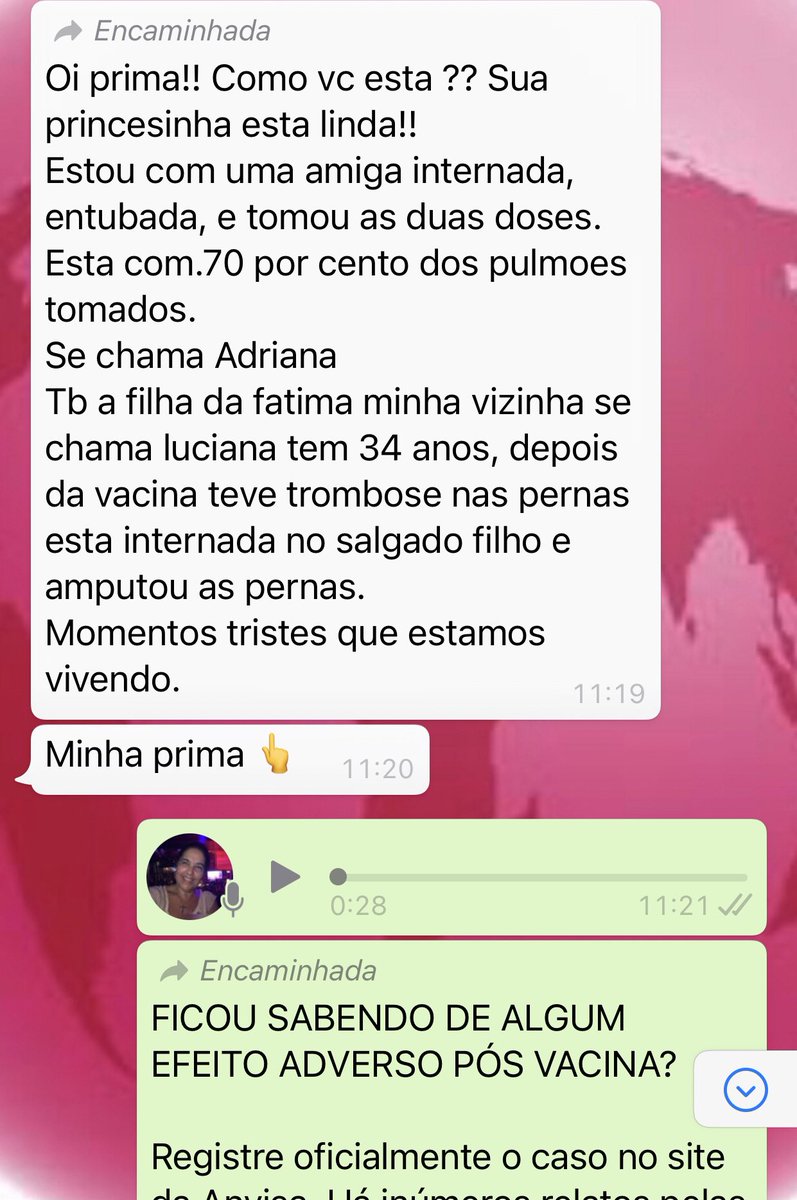 Encaminhada
Oi prima!! Como vc esta ?? Sua
princesinha esta linda!!
Estou com uma amiga internada,
entubada, e tomou as duas doses.
Esta com.70 por cento dos pulmoes
tomados.
Se chama Adriana
Tb a filha da fatima minha vizinha se
chama luciana tem 34 anos, depois
da vacina teve trombose nas pernas
esta internada no salgado filho e
amputou as pernas.
Momentos tristes que estamos
vivendo.
11:19
Minha prima 👆
11:20
0:28
11:21
Encaminhada
FICOU SABENDO DE ALGUM
EFEITO ADVERSO PÓS VACINA?
Registre oficialmente o caso no site